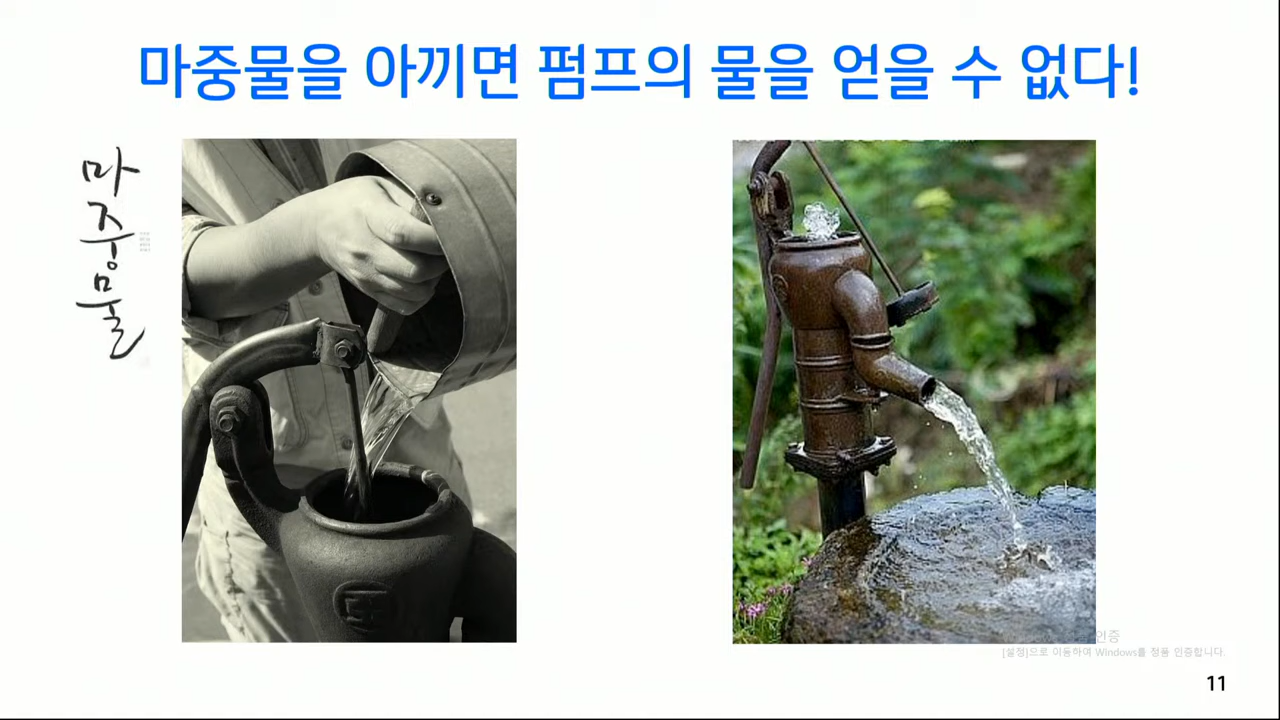 마중물을 아끼면 펌프의 물을 얻을 수 없다!
마
중
물
인증
[설정]으로 이동하여 Windows를 정품 인증합니다.
11